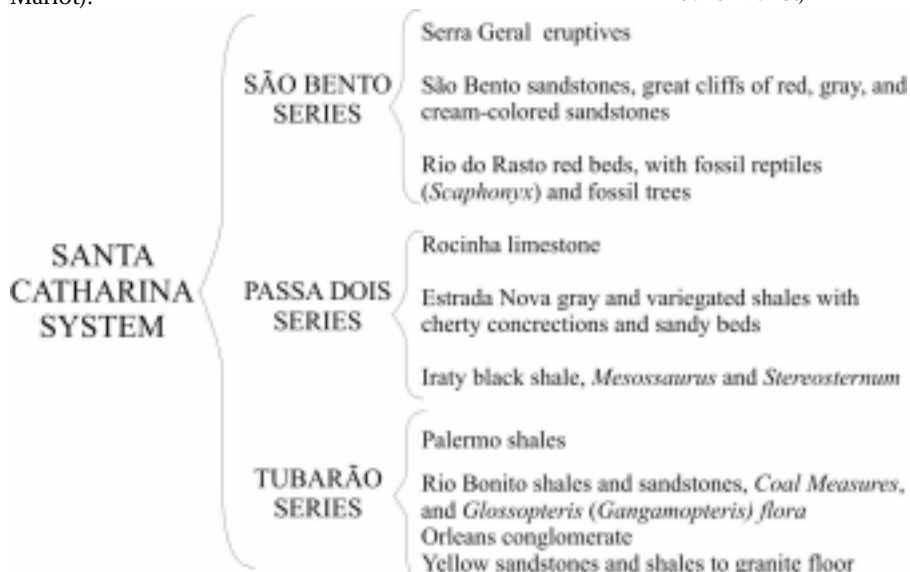 SANTA
CATHARINA
SYSTEM
SÃO BENTO
SERIES
Serra Geral eruptives
São Bento sandstones, great cliffs of red, gray, and
cream-colored sandstones
Rio do Rasto red beds, with fossil reptiles
(Scaphonyx) and fossil trees
PASSA DOIS
SERIES
Rocinha limestone
Estrada Nova gray and variegated shales with
cherty concrections and sandy beds
Iraty black shale, Mesossaurus and Stereosternum
TUBARÃO
SERIES
Palermo shales
Rio Bonito shales and sandstones, Coal Measures,
and Glossopteris (Gangamopteris) flora
Orleans conglomerate
Yellow sandstones and shales to granite floor